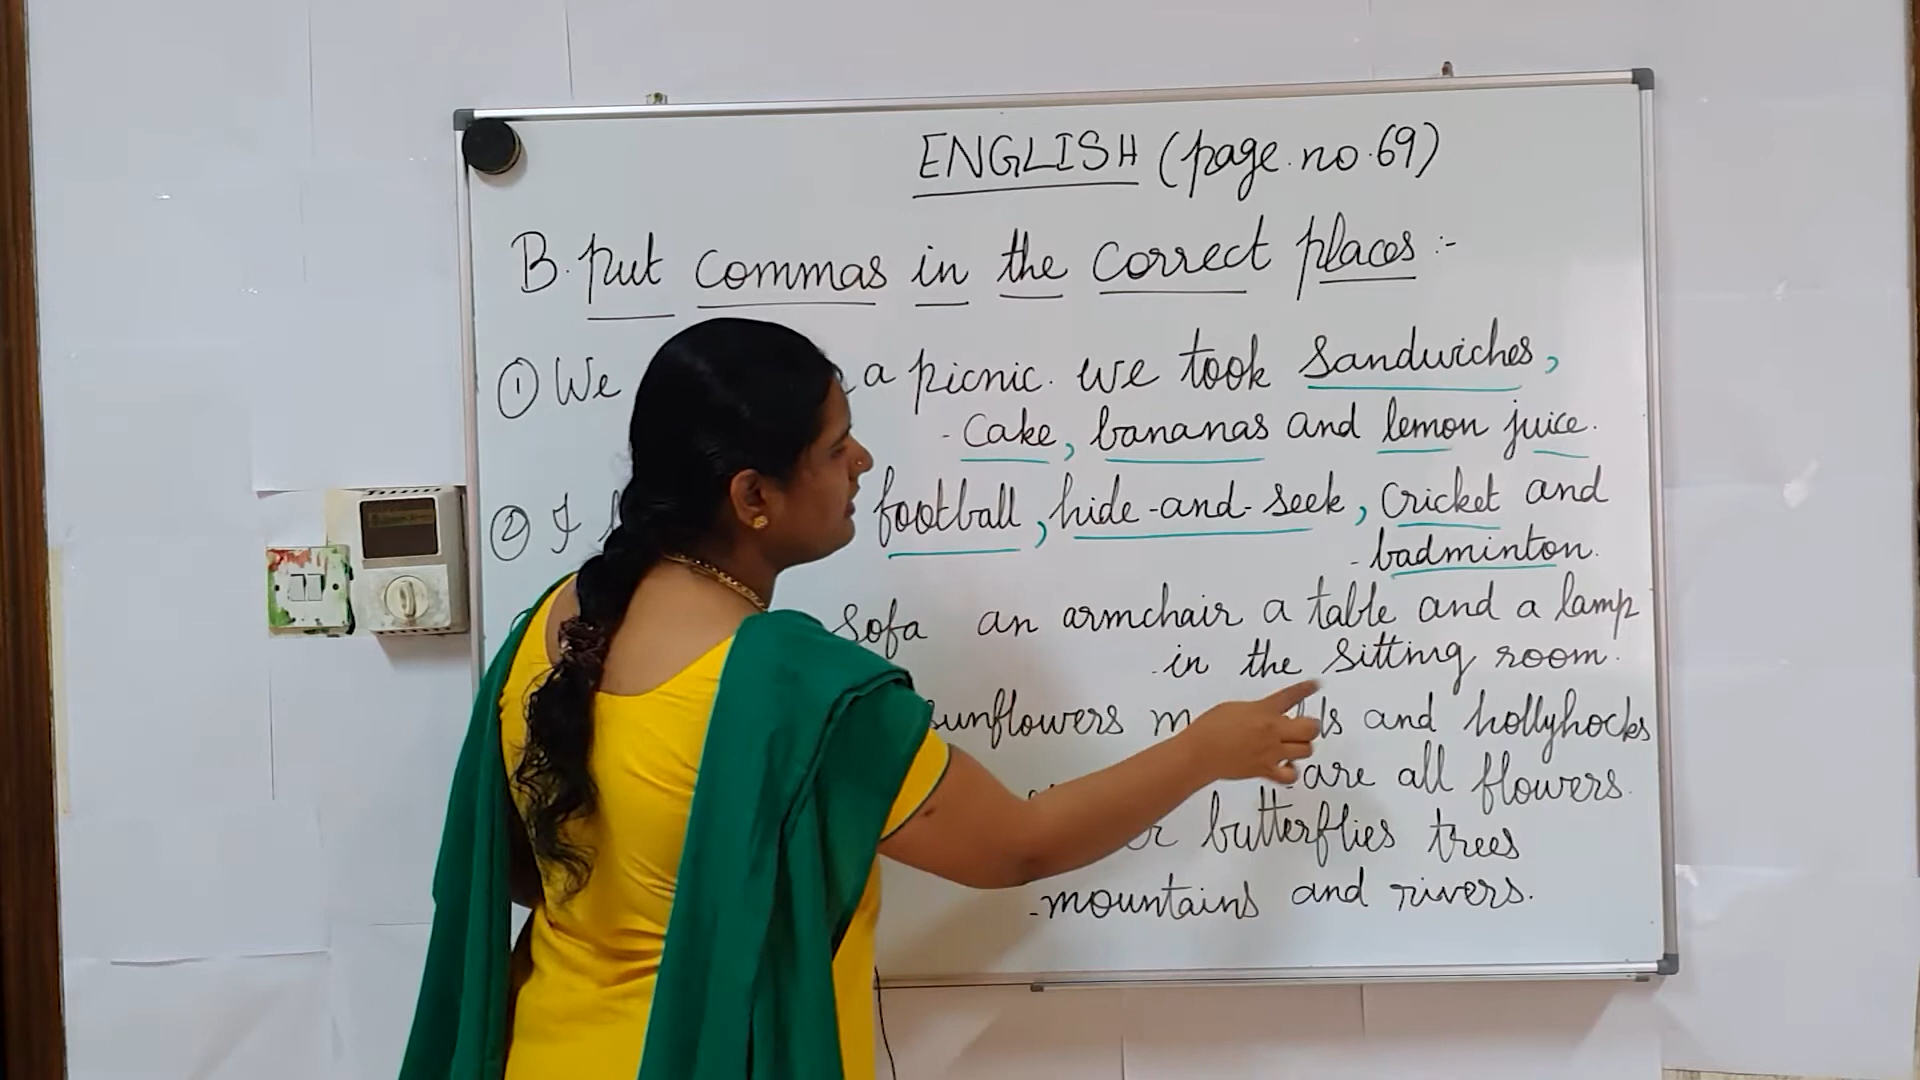 ENGLISH (page.no.69)
B. put commas in the correct places :-
① We a picnic. we took sandwiches,
- cake, bananas and lemon juice.
② I football, hide-and-seek, cricket and
- badminton.
sofa an armchair a table and a lamp
- in the sitting room.
sunflowers and hollyhocks
are all flowers.
butterflies trees
- mountains and rivers.